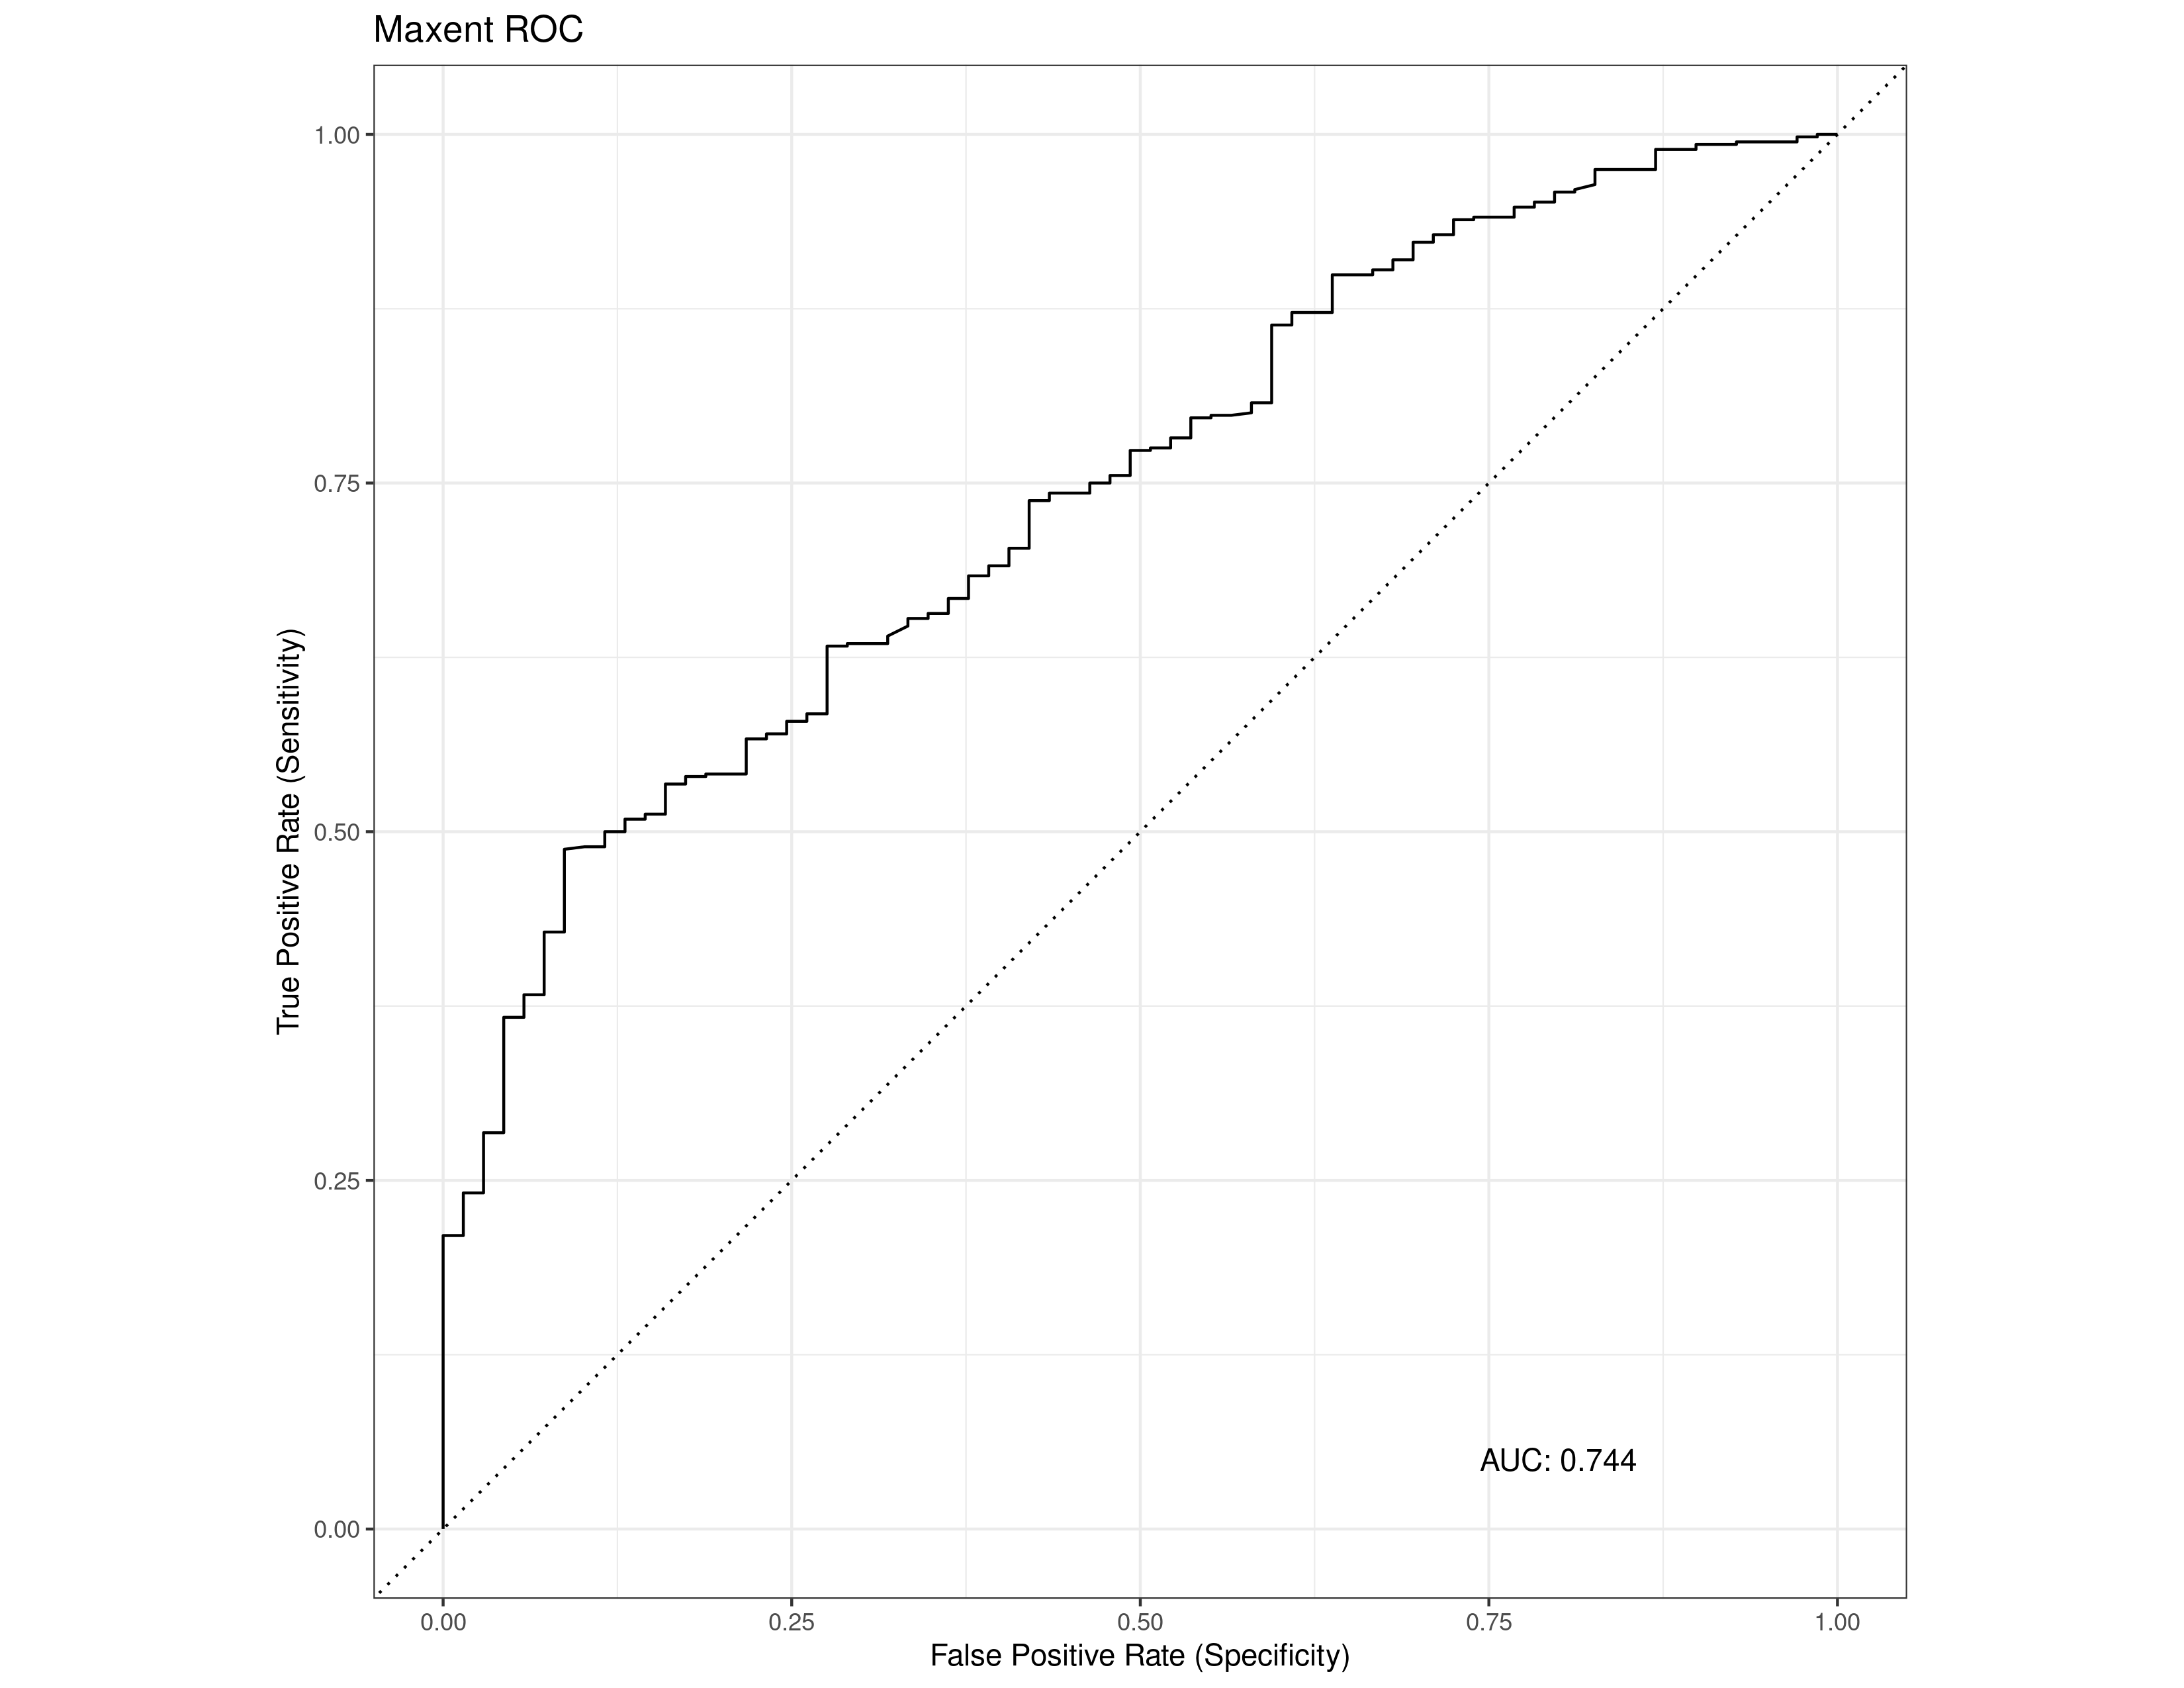 Maxent ROC
1.00
0.75
0.50
0.25
0.00
True Positive Rate (Sensitivity)
AUC: 0.744
0.00 0.25 0.50 0.75 1.00
False Positive Rate (Specificity)